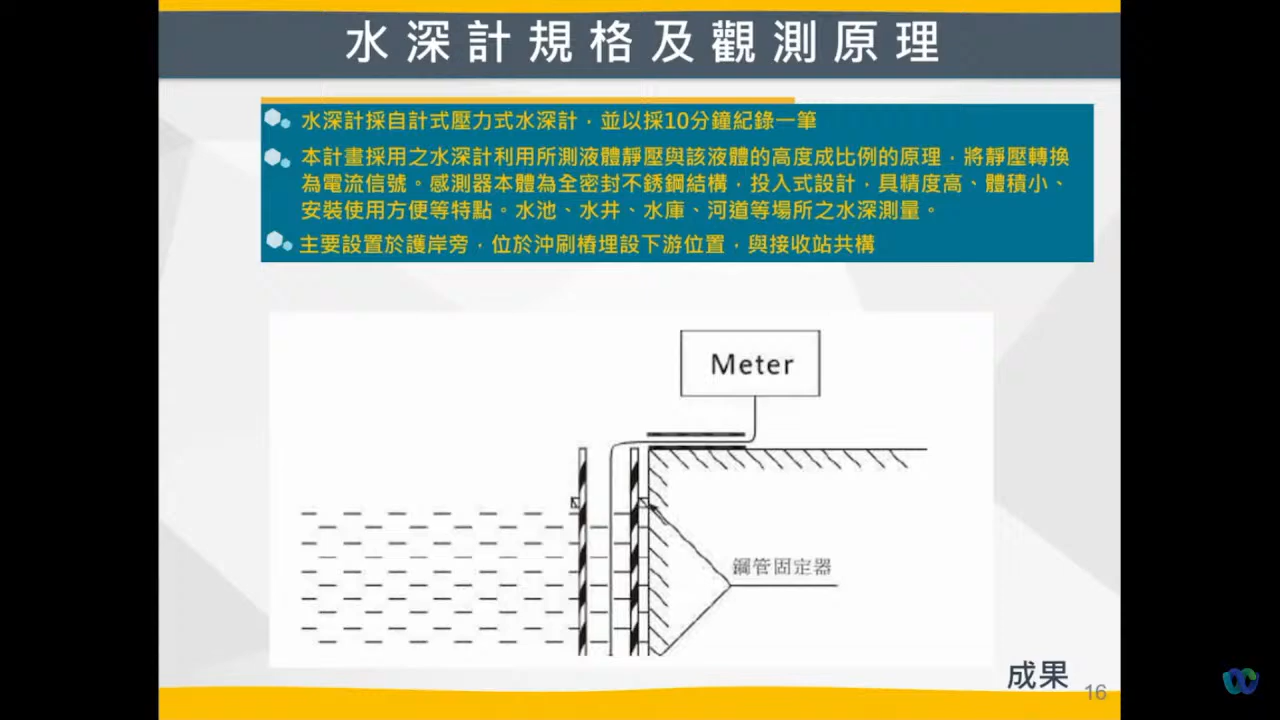 水深計規格及觀測原理
水深計採自計式壓力式水深計，並以採10分鐘紀錄一筆
本計畫採用之水深計利用所測液體靜壓與該液體的高度成比例的原理，將靜壓轉換
為電流信號。感測器本體為全密封不銹鋼結構，投入式設計，具精度高、體積小、
安裝使用方便等特點。水池、水井、水庫、河道等場所之水深測量。
主要設置於護岸旁，位於沖刷樁埋設下游位置，與接收站共構
Meter
鋼管固定器
成果
16